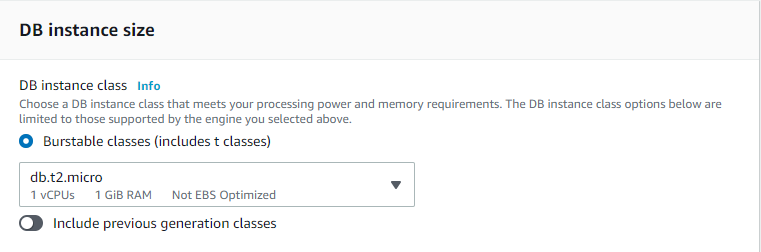 DB instance size
DB instance class Info
Choose a DB instance class that meets your processing power and memory requirements. The DB instance class options below are
limited to those supported by the engine you selected above.
Burstable classes (includes t classes)
db.t2.micro
1 vCPUs 1 GiB RAM Not EBS Optimized
Include previous generation classes